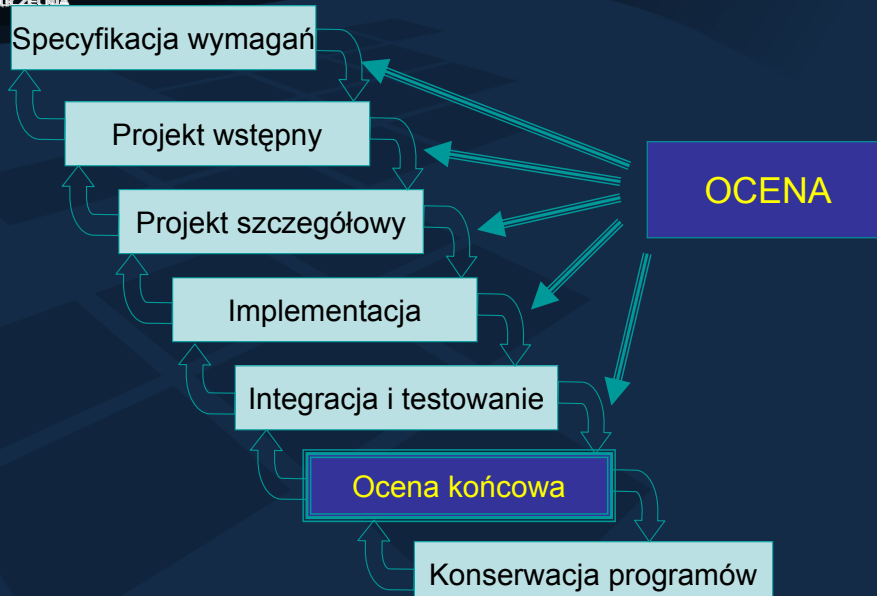 Specyfikacja wymagań
Projekt wstępny
OCENA
Projekt szczegółowy
Implementacja
Integracja i testowanie
Ocena końcowa
Konserwacja programów